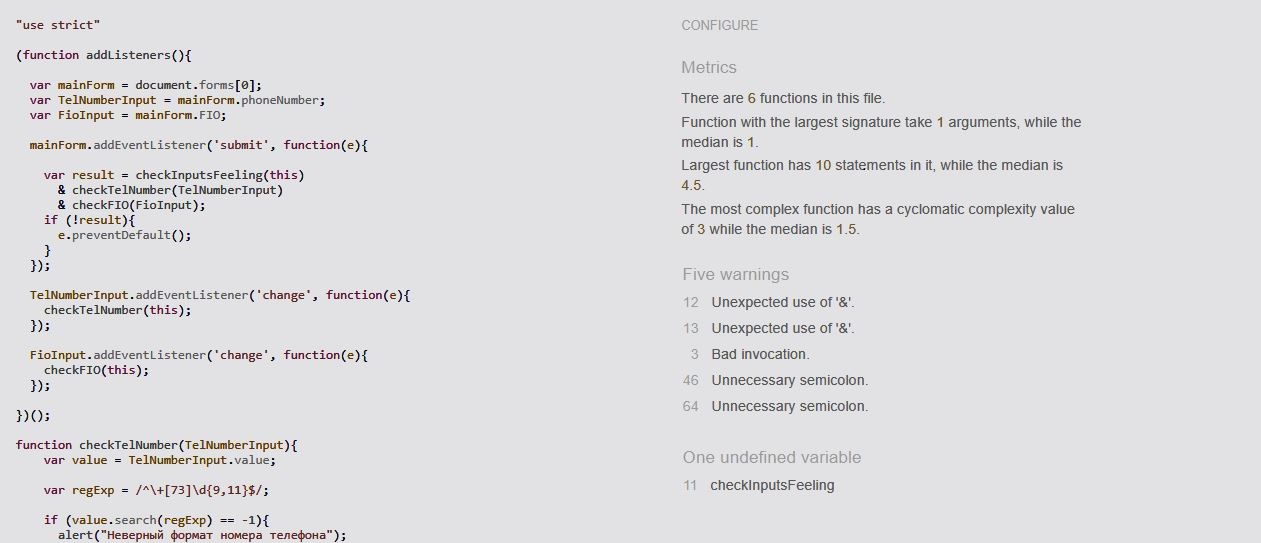 "use strict"
(function addListeners(){
var mainForm = document.forms[0];
var TelNumberInput = mainForm.phoneNumber;
var FioInput = mainForm.FIO;
mainForm.addEventListener('submit', function(e){
var result = checkInputsFeeling(this)
& checkTelNumber(TelNumberInput)
& checkFIO(FioInput);
if (!result){
e.preventDefault();
}
});
TelNumberInput.addEventListener('change', function(e){
checkTelNumber(this);
});
FioInput.addEventListener('change', function(e){
checkFIO(this);
});
})();
function checkTelNumber(TelNumberInput){
var value = TelNumberInput.value;
var regExp = /^\+[73]\d{9,11}$/;
if (value.search(regExp) == -1){
alert("Неверный формат номера телефона");
CONFIGURE
Metrics
There are 6 functions in this file.
Function with the largest signature take 1 arguments, while the
median is 1.
Largest function has 10 statements in it, while the median is
4.5.
The most complex function has a cyclomatic complexity value
of 3 while the median is 1.5.
Five warnings
12 Unexpected use of '&'.
13 Unexpected use of '&'.
3 Bad invocation.
46 Unnecessary semicolon.
64 Unnecessary semicolon.
One undefined variable
11 checkInputsFeeling